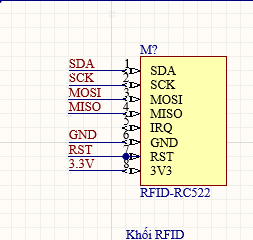 M?
SDA 1 SDA
SCK 2 SCK
MOSI 3 MOSI
MISO 4 MISO
5 IRQ
GND 6 GND
RST 7 RST
3.3V 8 3V3
RFID-RC522
Khối RFID